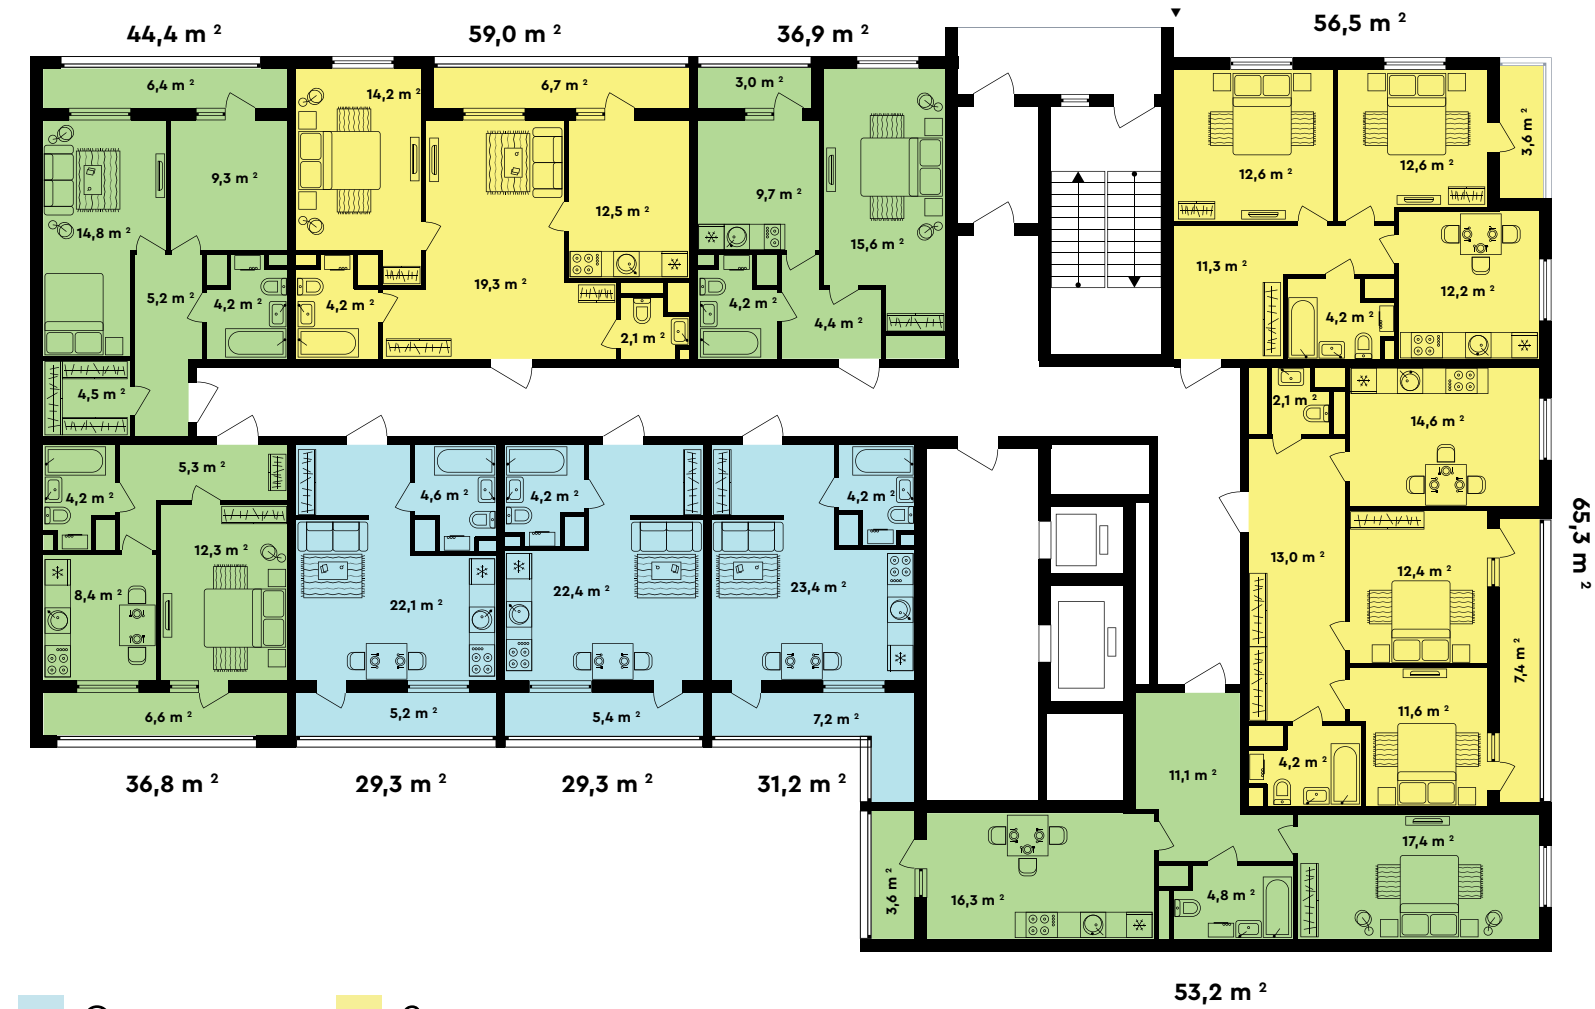 44,4 m²
59,0 m²
36,9 m²
56,5 m²
6,4 m²
14,2 m²
6,7 m²
3,0 m²
3,6 m²
9,3 m²
12,5 m²
9,7 m²
12,6 m²
12,6 m²
14,8 m²
15,6 m²
5,2 m²
4,2 m²
4,2 m²
19,3 m²
4,2 m²
4,4 m²
11,3 m²
12,2 m²
4,2 m²
2,1 m²
4,5 m²
2,1 m²
14,6 m²
5,3 m²
4,2 m²
4,6 m²
4,2 m²
4,2 m²
65,3 m²
12,3 m²
13,0 m²
12,4 m²
8,4 m²
22,1 m²
22,4 m²
23,4 m²
7,4 m²
6,6 m²
5,2 m²
5,4 m²
7,2 m²
11,6 m²
4,2 m²
36,8 m²
29,3 m²
29,3 m²
31,2 m²
11,1 m²
17,4 m²
3,6 m²
16,3 m²
4,8 m²
53,2 m²